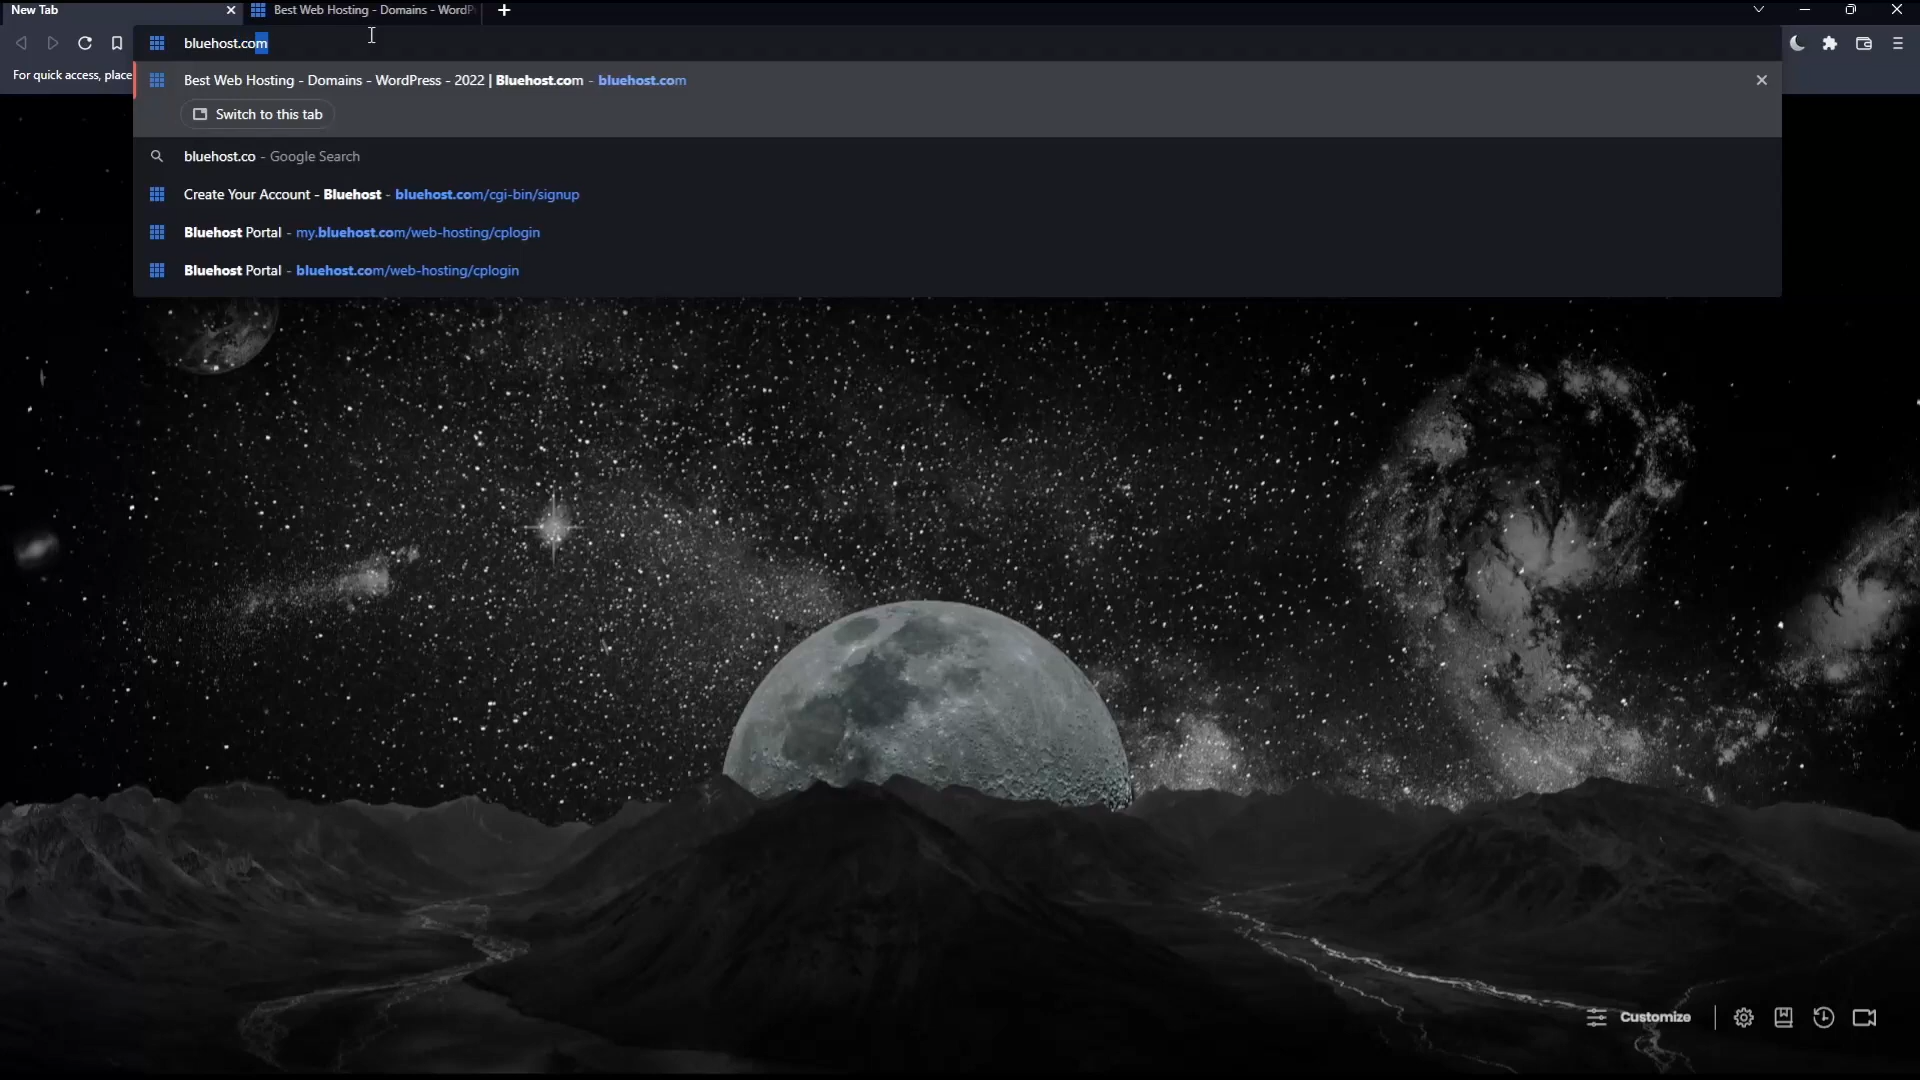 New Tab
Best Web Hosting - Domains - WordP
bluehost.com
For quick access, place
Best Web Hosting - Domains - WordPress - 2022 | Bluehost.com - bluehost.com
Switch to this tab
bluehost.co - Google Search
Create Your Account - Bluehost - bluehost.com/cgi-bin/signup
Bluehost Portal - my.bluehost.com/web-hosting/cplogin
Bluehost Portal - bluehost.com/web-hosting/cplogin
Customize